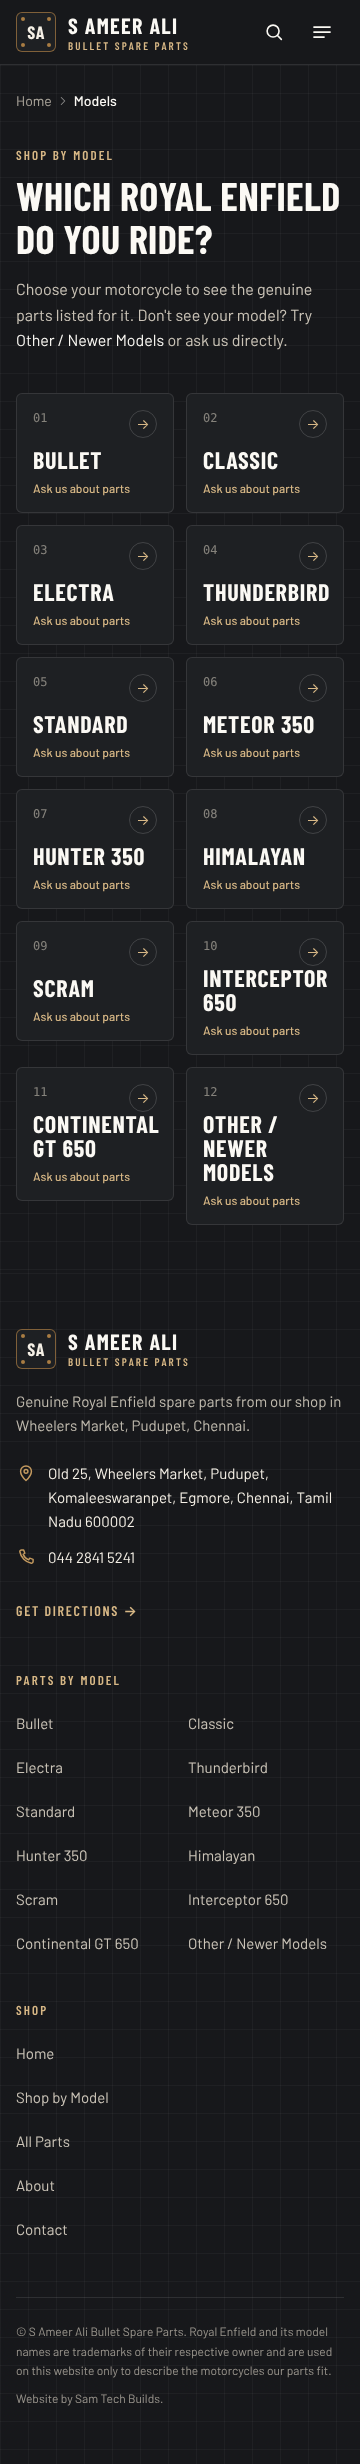 SA S AMEER ALI
BULLET SPARE PARTS
Home > Models
SHOP BY MODEL
WHICH ROYAL ENFIELD
DO YOU RIDE?
Choose your motorcycle to see the genuine
parts listed for it. Don't see your model? Try
Other / Newer Models or ask us directly.
01
BULLET
Ask us about parts
02
CLASSIC
Ask us about parts
03
ELECTRA
Ask us about parts
04
THUNDERBIRD
Ask us about parts
05
STANDARD
Ask us about parts
06
METEOR 350
Ask us about parts
07
HUNTER 350
Ask us about parts
08
HIMALAYAN
Ask us about parts
09
SCRAM
Ask us about parts
10
INTERCEPTOR
650
Ask us about parts
11
CONTINENTAL
GT 650
Ask us about parts
12
OTHER /
NEWER
MODELS
Ask us about parts
SA S AMEER ALI
BULLET SPARE PARTS
Genuine Royal Enfield spare parts from our shop in
Wheelers Market, Pudupet, Chennai.
Old 25, Wheelers Market, Pudupet,
Komaleeswaranpet, Egmore, Chennai, Tamil
Nadu 600002
044 2841 5241
GET DIRECTIONS →
PARTS BY MODEL
Bullet Classic
Electra Thunderbird
Standard Meteor 350
Hunter 350 Himalayan
Scram Interceptor 650
Continental GT 650 Other / Newer Models
SHOP
Home
Shop by Model
All Parts
About
Contact
© S Ameer Ali Bullet Spare Parts. Royal Enfield and its model
names are trademarks of their respective owner and are used
on this website only to describe the motorcycles our parts fit.
Website by Sam Tech Builds.